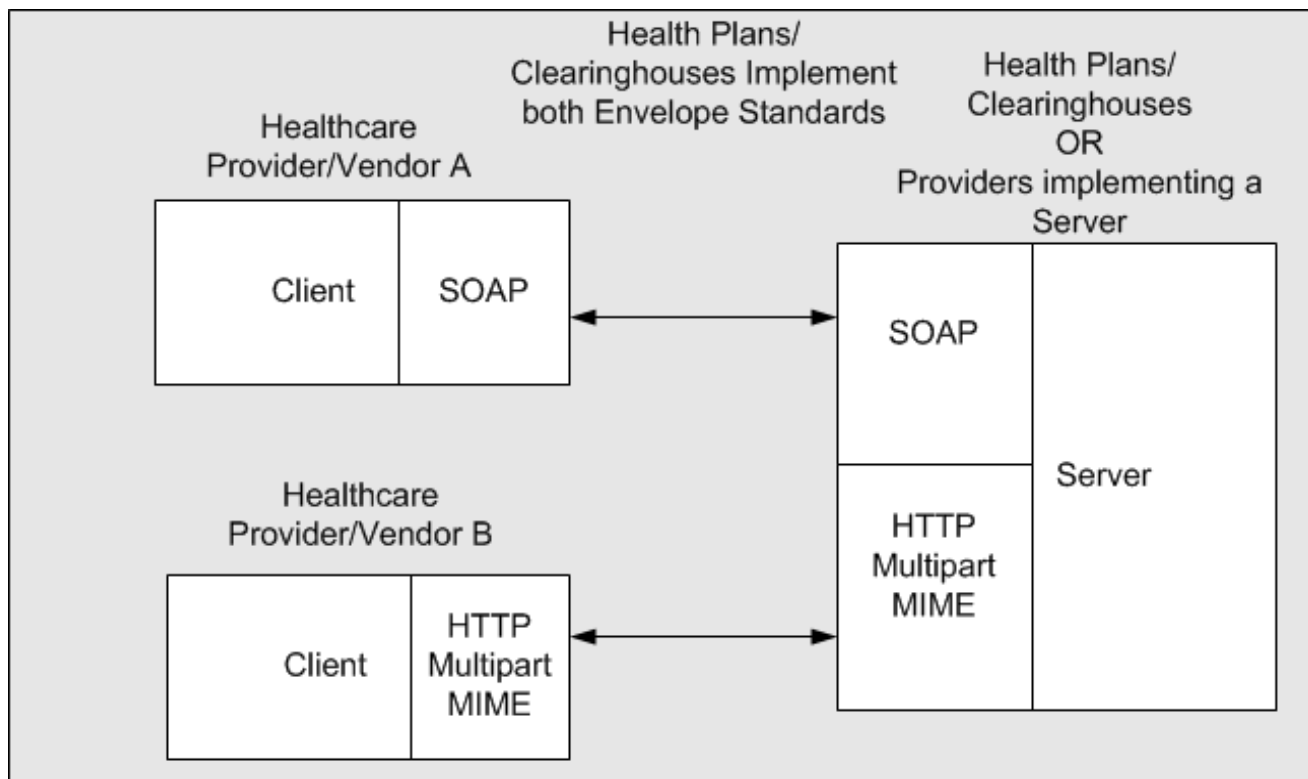 Health Plans/
Clearinghouses Implement
both Envelope Standards
Health Plans/
Clearinghouses
OR
Providers implementing a
Server
Healthcare
Provider/Vendor A
Client
SOAP
SOAP
Server
HTTP
Multipart
MIME
Healthcare
Provider/Vendor B
Client
HTTP
Multipart
MIME